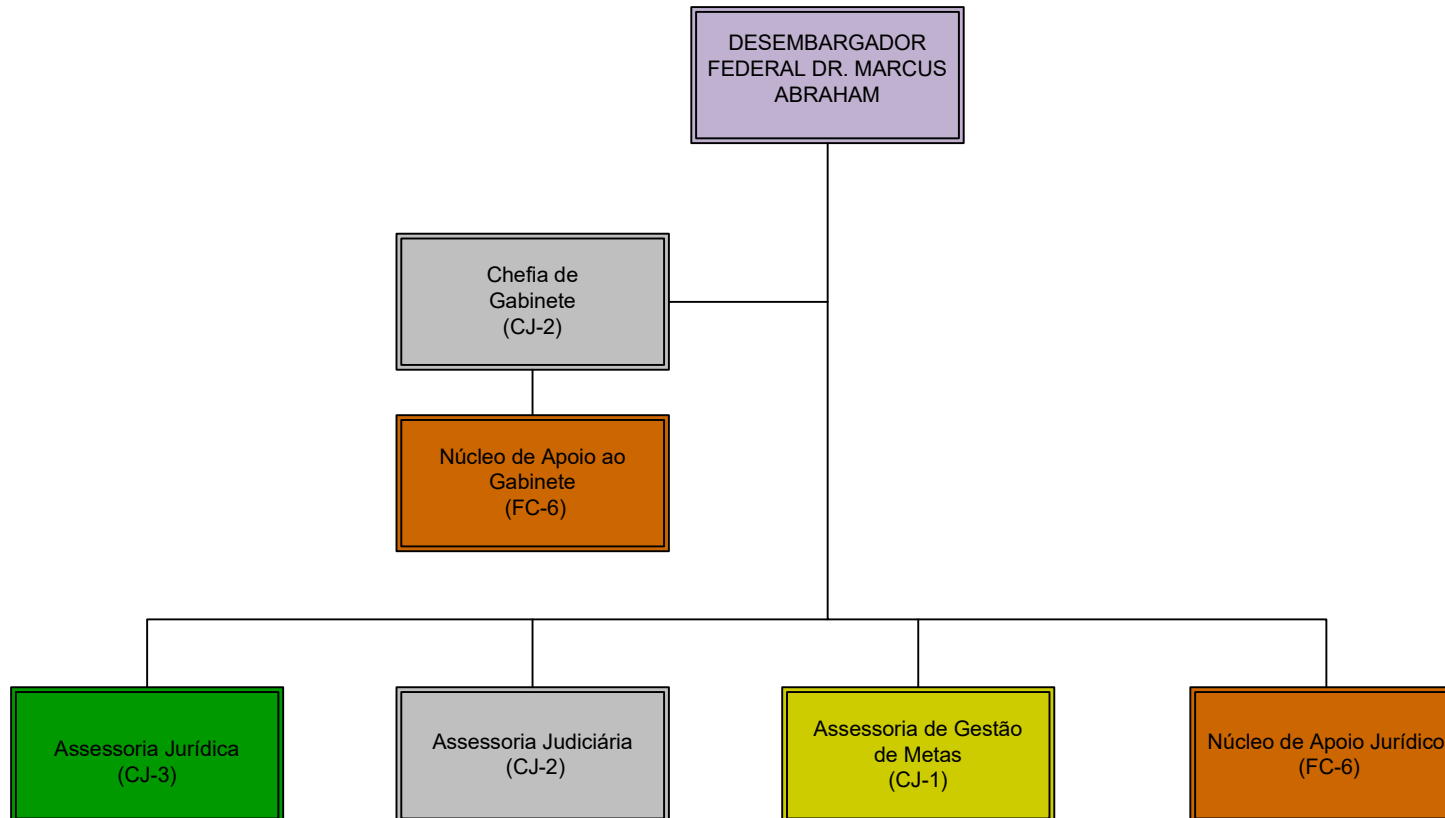 DESEMBARGADOR
FEDERAL DR. MARCUS
ABRAHAM
Chefia de
Gabinete
(CJ-2)
Núcleo de Apoio ao
Gabinete
(FC-6)
Assessoria Jurídica
(CJ-3)
Assessoria Judiciária
(CJ-2)
Assessoria de Gestão
de Metas
(CJ-1)
Núcleo de Apoio Jurídico
(FC-6)